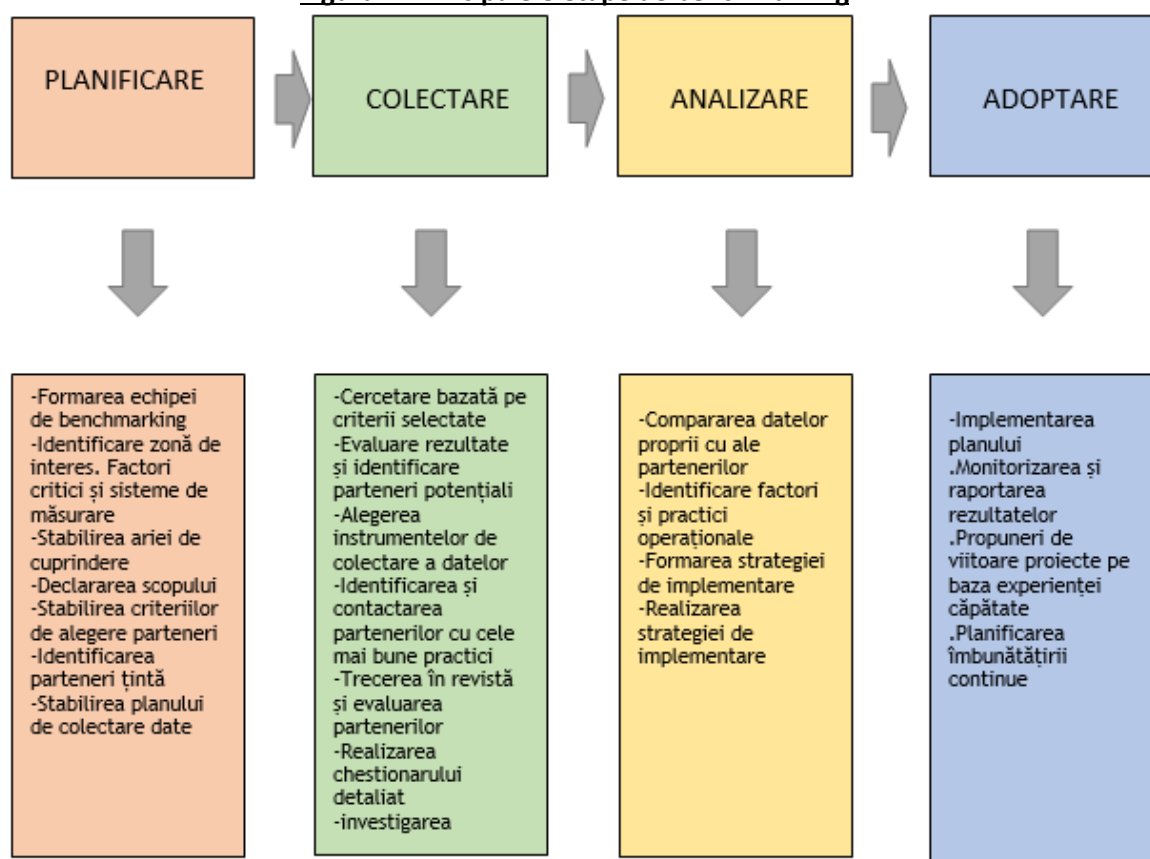 PLANIFICARE
COLECTARE
ANALIZARE
ADOPTARE
-Formarea echipei
de benchmarking
-Identificare zonă de
interes. Factori
critici și sisteme de
măsurare
-Stabilirea ariei de
cuprindere
-Declararea scopului
-Stabilirea criteriilor
de alegere parteneri
-Identificarea
parteneri țintă
-Stabilirea planului
de colectare date
-Cercetare bazată pe
criterii selectate
-Evaluare rezultate
și identificare
parteneri potențiali
-Alegerea
instrumentelor de
colectare a datelor
-Identificarea și
contactarea
partenerilor cu cele
mai bune practici
-Trecerea în revistă
și evaluarea
partenerilor
-Realizarea
chestionarului
detaliat
-investigarea
-Compararea datelor
proprii cu ale
partenerilor
-Identificare factori
și practici
operaționale
-Formarea strategiei
de implementare
-Realizarea
strategiei de
implementare
-Implementarea
planului
.Monitorizarea și
raportarea
rezultatelor
.Propuneri de
viitoare proiecte pe
baza experienței
căpătate
.Planificarea
îmbunătățirii
continue